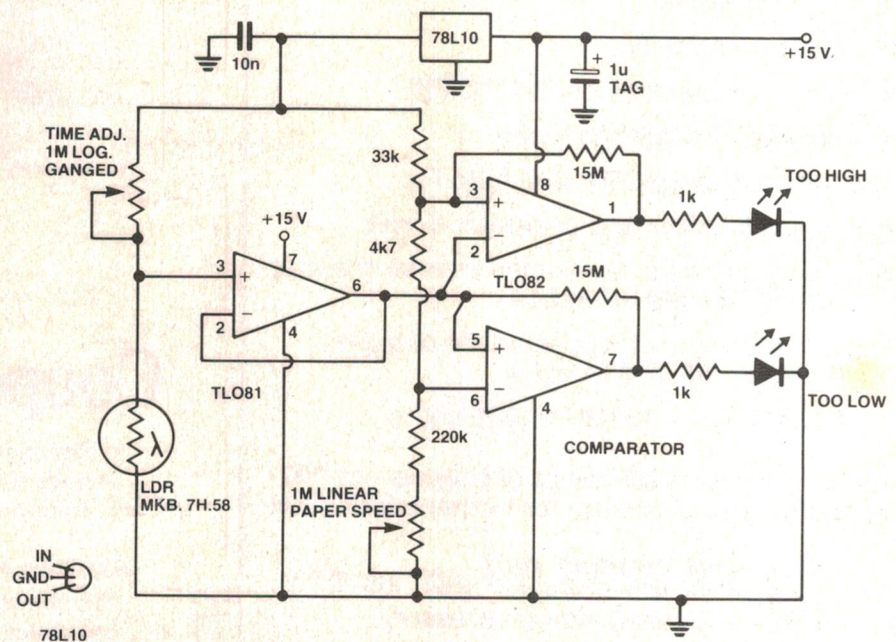 78L10
10n
+15 V
+
1u
TAG
TIME ADJ.
1M LOG.
GANGED
33k
15M
TOO HIGH
8
3
+
1
1k
+15 V
4k7
−
2
7
3
+
6
TLO82
15M
−
2
4
5
+
7
TLO81
−
6
1k
TOO LOW
4
220k
COMPARATOR
λ
LDR
MKB. 7H.58
1M LINEAR
PAPER SPEED
IN
GND
OUT
78L10